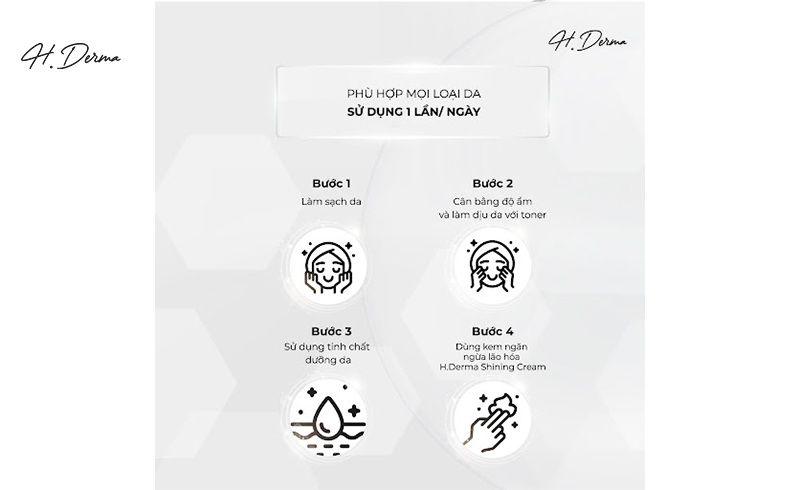 H.Derma
H.Derma
PHÙ HỢP MỌI LOẠI DA
SỬ DỤNG 1 LẦN/ NGÀY
Bước 1
Làm sạch da
Bước 2
Cân bằng độ ẩm
và làm dịu da với toner
Bước 3
Sử dụng tinh chất
dưỡng da
Bước 4
Dùng kem ngăn
ngừa lão hóa
H.Derma Shining Cream